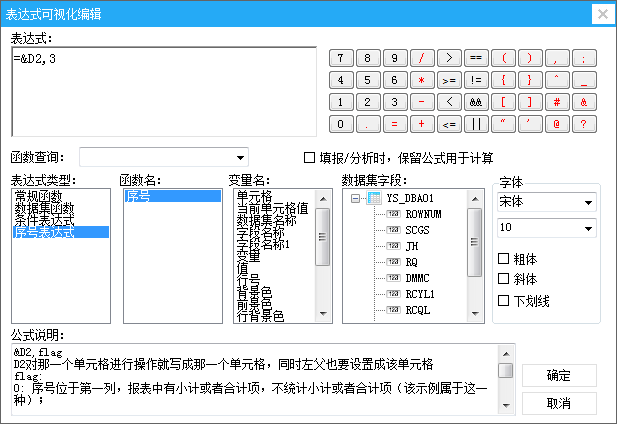 表达式可视化编辑
表达式:
=&D2,3
7 8 9 / > == ( ) , ;
4 5 6 * >= != { } ^ _
1 2 3 - < && [ ] # &
0 . = + <= || “ ’ @ ?
函数查询:
填报/分析时, 保留公式用于计算
表达式类型:
函数名:
变量名:
数据集字段:
字体
常规函数
数据集函数
条件表达式
序号表达式
序号
单元格
当前单元格值
数据集名称
字段名称
字段名称1
变量
值
行号
背景色
前景色
行背景色
YS_DBA01
ROWNUM
SCGS
JH
RQ
DMMC
RCYL1
RCQL
宋体
10
粗体
斜体
下划线
公式说明:
&D2,flag
D2对那一个单元格进行操作就写成那一个单元格,同时左父也要设置成该单元格
flag:
0: 序号位于第一列,报表中有小计或者合计项,不统计小计或者合计项(该示例属于这一
种);
确定
取消